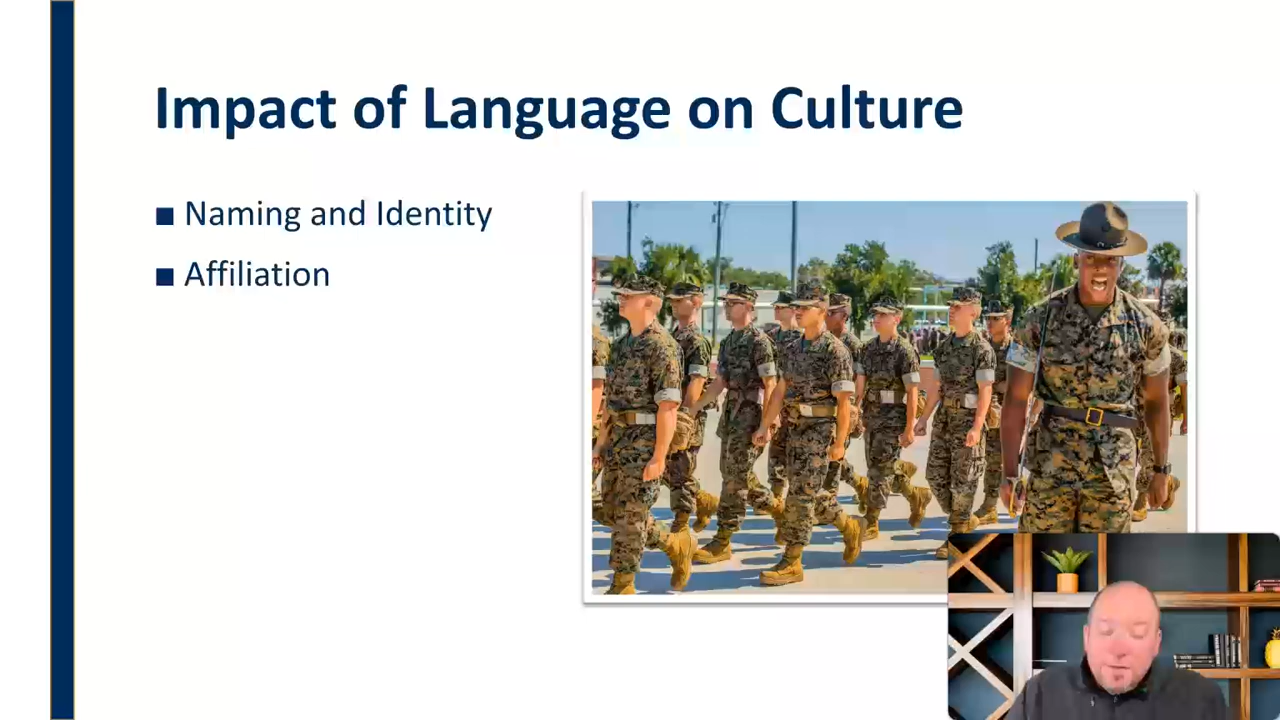 Impact of Language on Culture
■ Naming and Identity
■ Affiliation